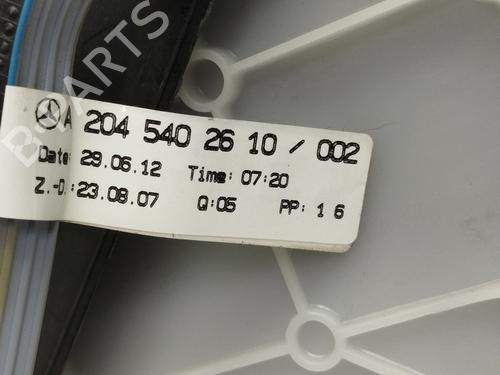 A 204 540 26 10 / 002
Date: 29.06.12 Time: 07:20
Z.-D.: 23.08.07 Q: 05 PP: 1 6
B-PARTS